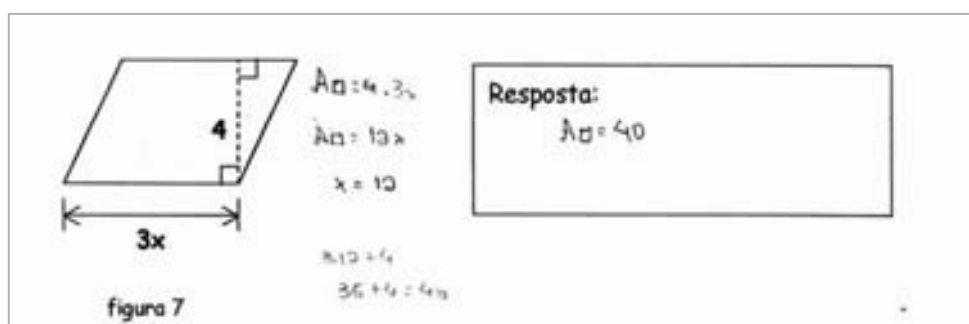 4
3x
figura 7
A□ = 4 . 3x
A□ = 12x
x = 12
36 + 4 = 40
Resposta:
A□ = 40